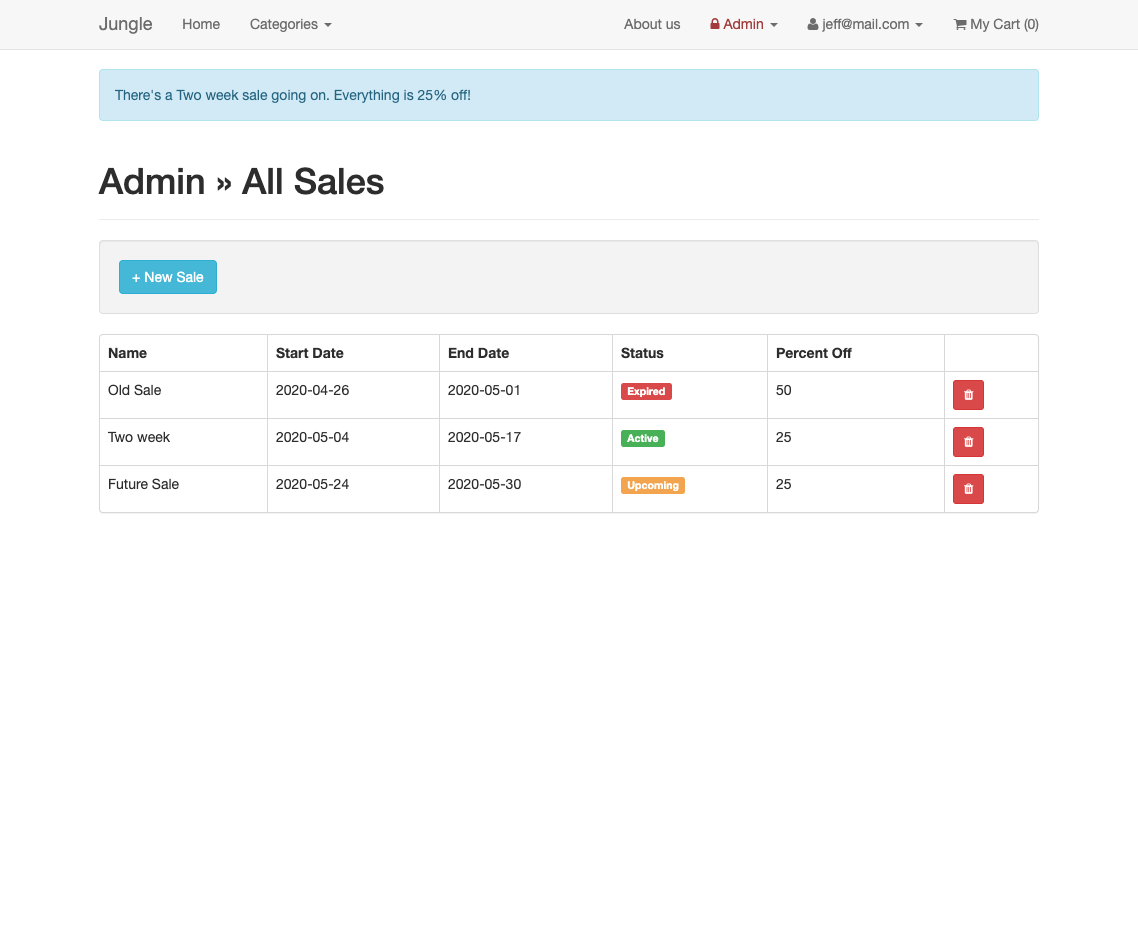 Jungle Home Categories About us Admin jeff@mail.com My Cart (0)
There's a Two week sale going on. Everything is 25% off!
Admin » All Sales
+ New Sale
Name Start Date End Date Status Percent Off
Old Sale 2020-04-26 2020-05-01 Expired 50
Two week 2020-05-04 2020-05-17 Active 25
Future Sale 2020-05-24 2020-05-30 Upcoming 25